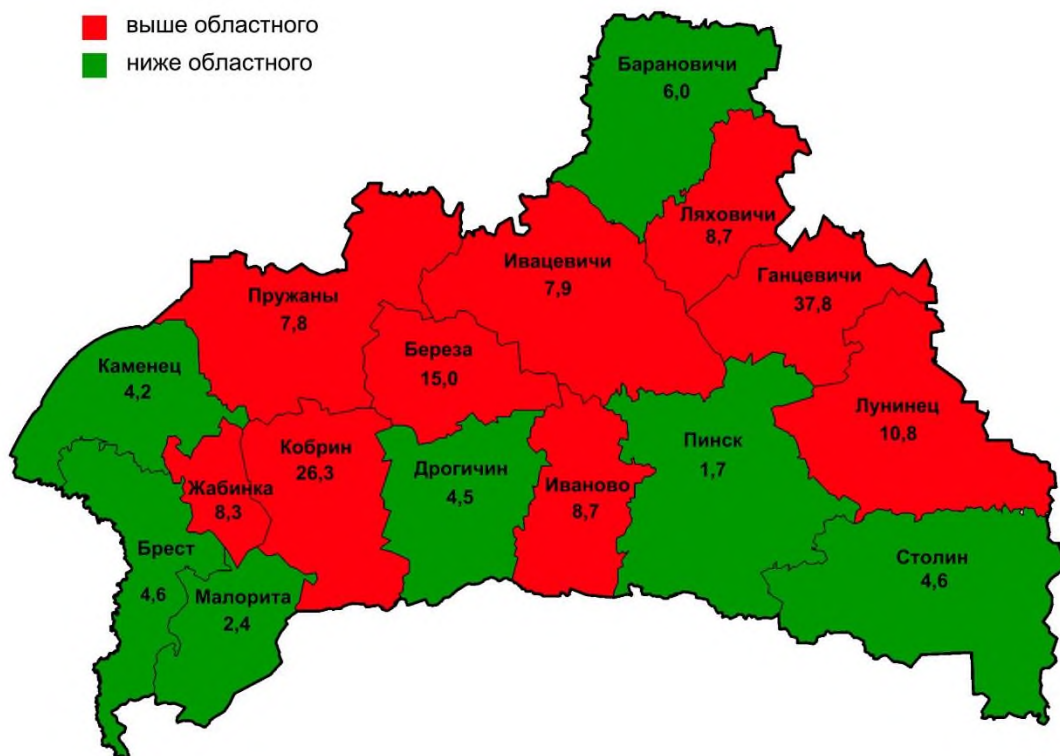 выше областного
ниже областного
Барановичи
6,0
Ляховичи
8,7
Ивацевичи
7,9
Ганцевичи
37,8
Пружаны
7,8
Береза
15,0
Каменец
4,2
Лунинец
10,8
Кобрин
26,3
Пинск
1,7
Дрогичин
4,5
Иваново
8,7
Жабинка
8,3
Брест
4,6
Столин
4,6
Малорита
2,4